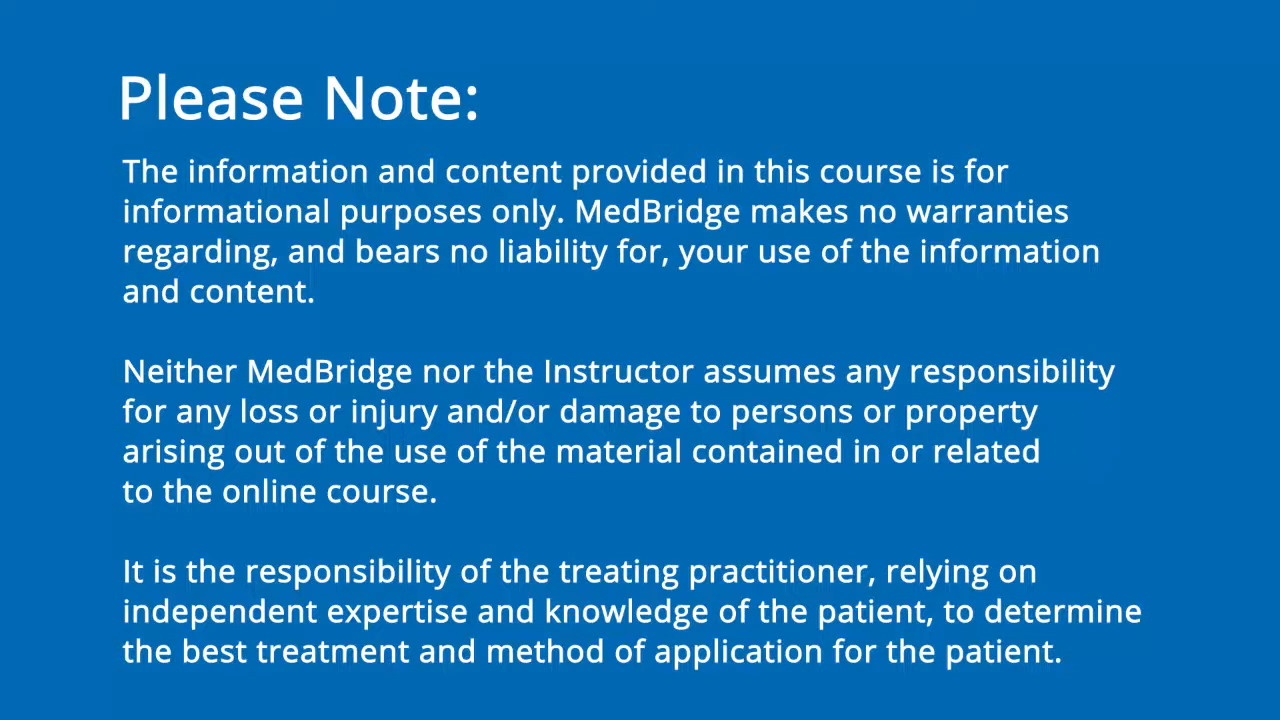 Please Note:
The information and content provided in this course is for
informational purposes only. MedBridge makes no warranties
regarding, and bears no liability for, your use of the information
and content.
Neither MedBridge nor the Instructor assumes any responsibility
for any loss or injury and/or damage to persons or property
arising out of the use of the material contained in or related
to the online course.
It is the responsibility of the treating practitioner, relying on
independent expertise and knowledge of the patient, to determine
the best treatment and method of application for the patient.